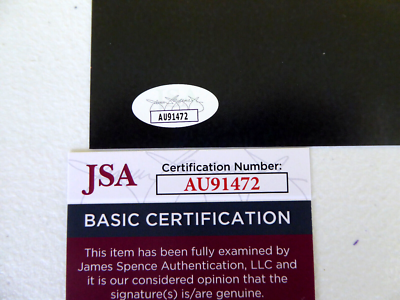 AU91472
JSA
Certification Number:
AU91472
BASIC CERTIFICATION
This item has been fully examined by
James Spence Authentication, LLC and
it is our considered opinion that the
signature(s) is/are genuine.